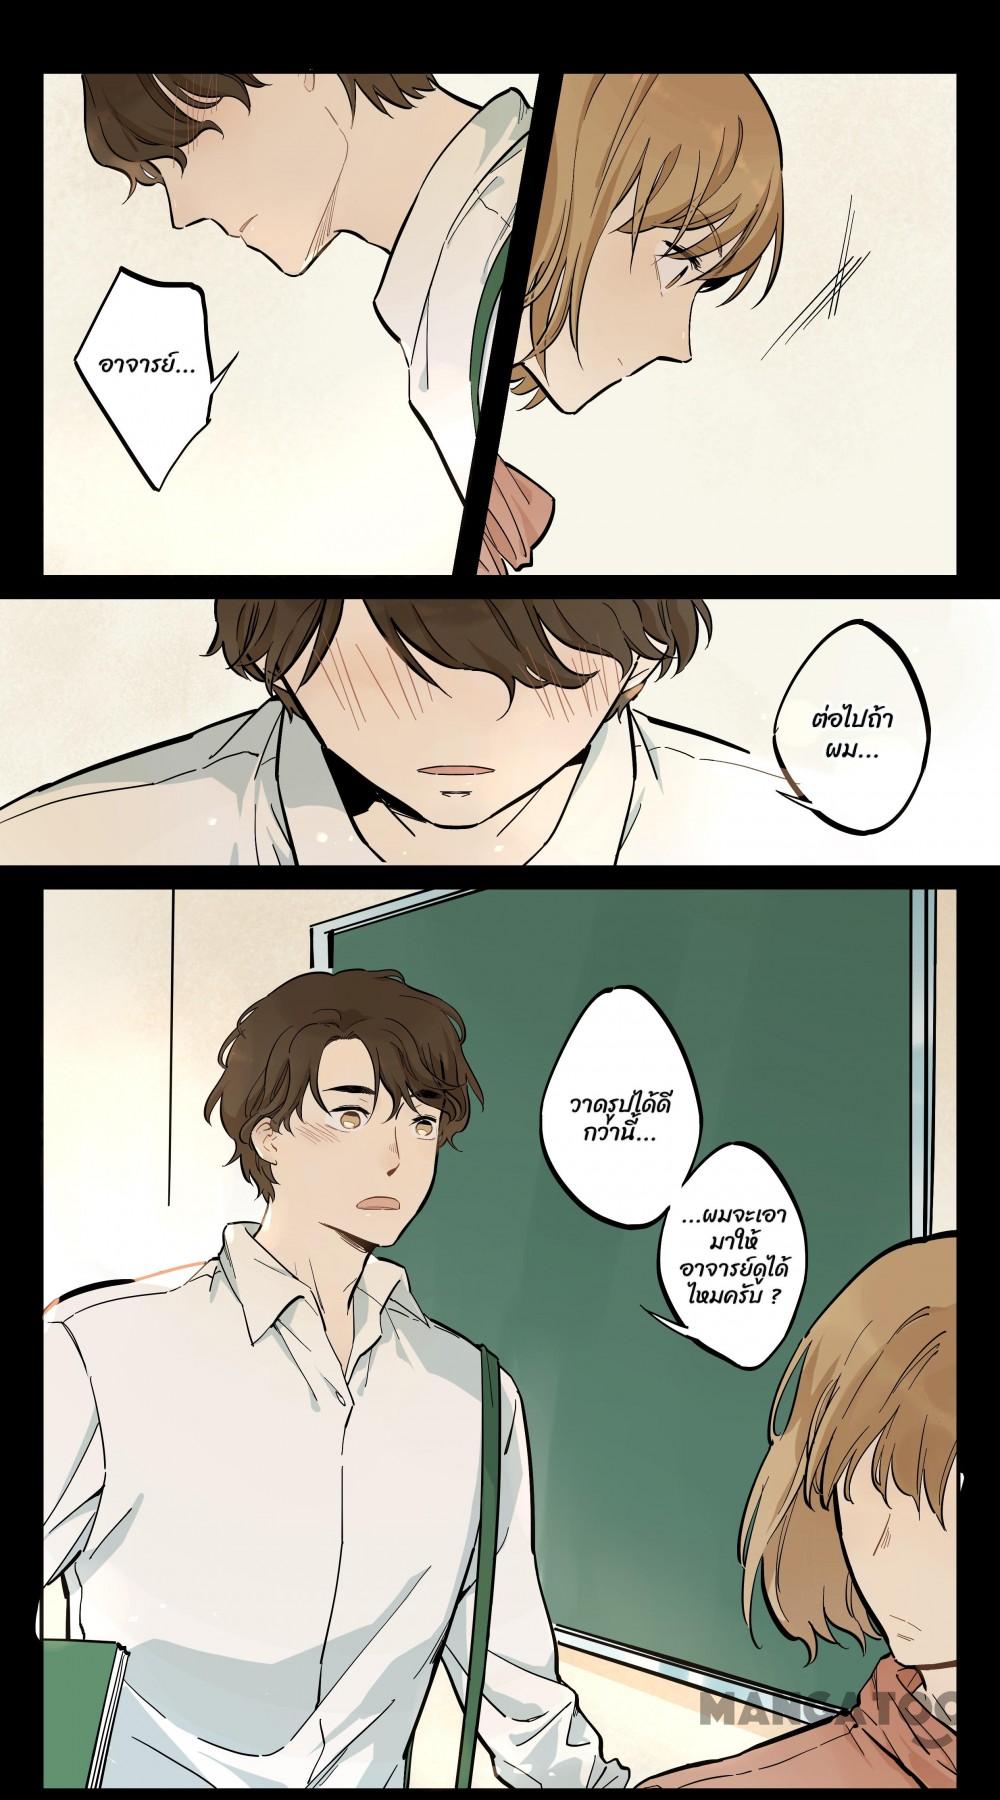 อาจารย์...
ต่อไปถ้า
ผม...
วาดรูปได้ดี
กว่านี้...
...ผมจะเอา
มาให้
อาจารย์ดูได้
ไหมครับ ?
MANGATOO